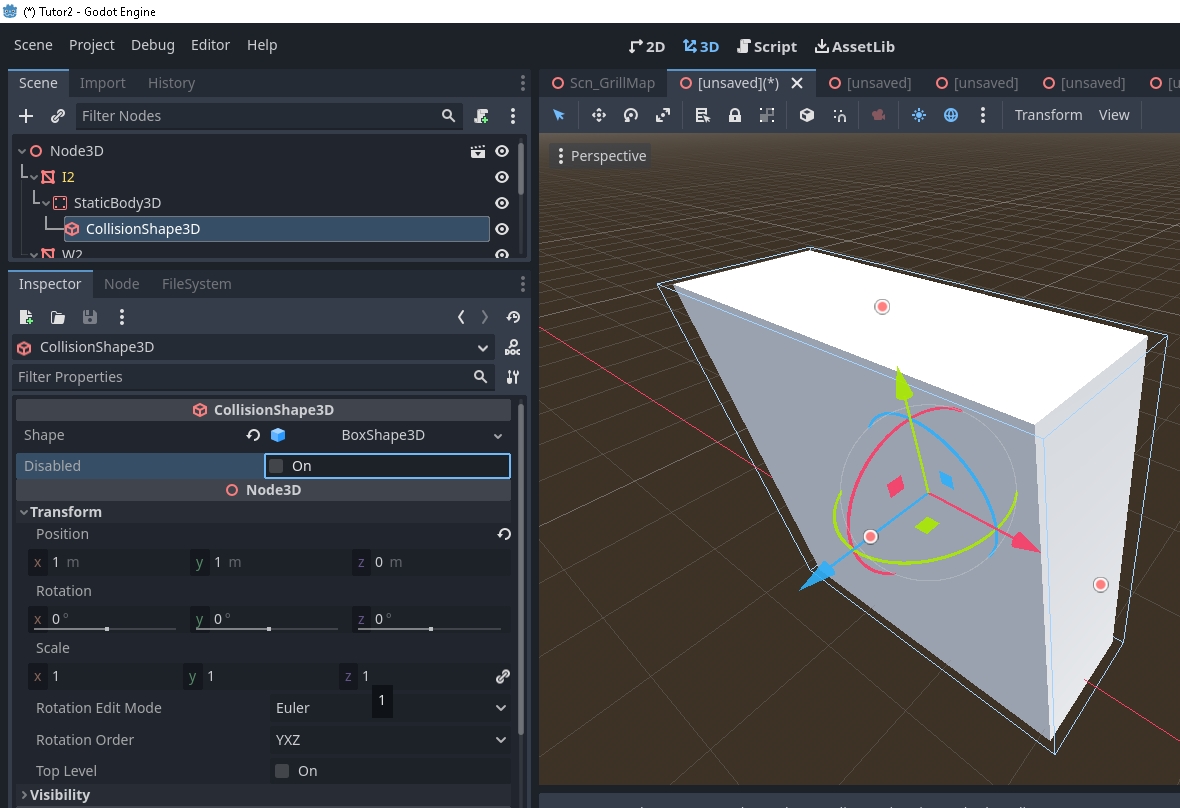 (*) Tutor2 - Godot Engine
Scene Project Debug Editor Help
2D 3D Script AssetLib
Scene Import History
Scn_GrillMap [unsaved](*) [unsaved] [unsaved] [unsaved]
Filter Nodes
Transform View
Node3D
Perspective
I2
StaticBody3D
CollisionShape3D
W2
Inspector Node FileSystem
CollisionShape3D
DOC
Filter Properties
CollisionShape3D
Shape BoxShape3D
Disabled On
Node3D
Transform
Position
x 1 m y 1 m z 0 m
Rotation
x 0 ° y 0 ° z 0 °
Scale
x 1 y 1 z 1
1
Rotation Edit Mode Euler
Rotation Order YXZ
Top Level On
Visibility